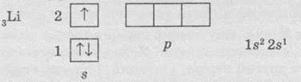 ₃Li 2 ↑
1 ↑↓ p 1s² 2s¹
s